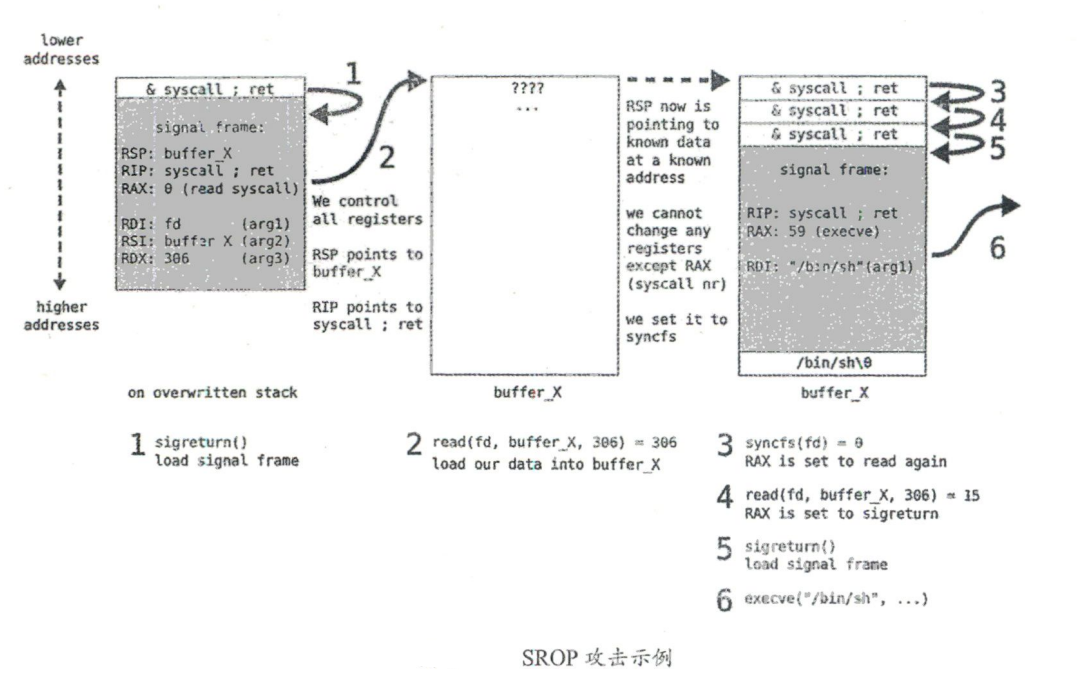 lower
addresses
higher
addresses
& syscall ; ret
signal frame:
RSP: buffer_X
RIP: syscall ; ret
RAX: 0 (read syscall)
RDI: fd (arg1)
RSI: buffer X (arg2)
RDX: 306 (arg3)
on overwritten stack
1
2
We control
all registers
RSP points to
buffer_X
RIP points to
syscall ; ret
????
...
buffer_X
RSP now is
pointing to
known data
at a known
address
we cannot
change any
registers
except RAX
(syscall nr)
we set it to
syncfs
& syscall ; ret
& syscall ; ret
& syscall ; ret
signal frame:
RIP: syscall ; ret
RAX: 59 (execve)
RDI: "/bin/sh"(arg1)
/bin/sh\0
buffer_X
3
4
5
6
1 sigreturn()
load signal frame
2 read(fd, buffer_X, 306) = 306
load our data into buffer_X
3 syncfs(fd) = 0
RAX is set to read again
4 read(fd, buffer_X, 306) = 15
RAX is set to sigreturn
5 sigreturn()
load signal frame
6 execve("/bin/sh", ...)
SROP 攻击示例